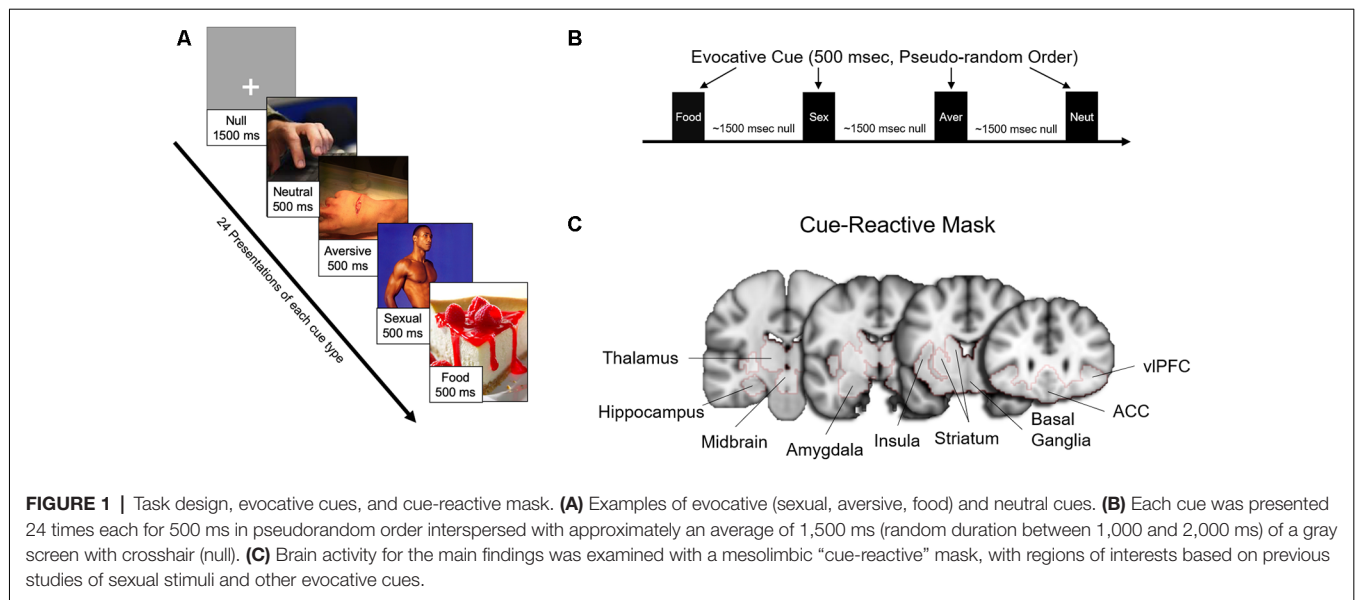 A
Null
1500 ms
Neutral
500 ms
Aversive
500 ms
Sexual
500 ms
Food
500 ms
24 Presentations of each cue type
B
Evocative Cue (500 msec, Pseudo-random Order)
Food
~1500 msec null
Sex
~1500 msec null
Aver
~1500 msec null
Neut
C
Cue-Reactive Mask
Thalamus
Hippocampus
Midbrain
Amygdala
Insula
Striatum
Basal
Ganglia
ACC
vlPFC
FIGURE 1 | Task design, evocative cues, and cue-reactive mask. (A) Examples of evocative (sexual, aversive, food) and neutral cues. (B) Each cue was presented
24 times each for 500 ms in pseudorandom order interspersed with approximately an average of 1,500 ms (random duration between 1,000 and 2,000 ms) of a gray
screen with crosshair (null). (C) Brain activity for the main findings was examined with a mesolimbic “cue-reactive” mask, with regions of interests based on previous
studies of sexual stimuli and other evocative cues.